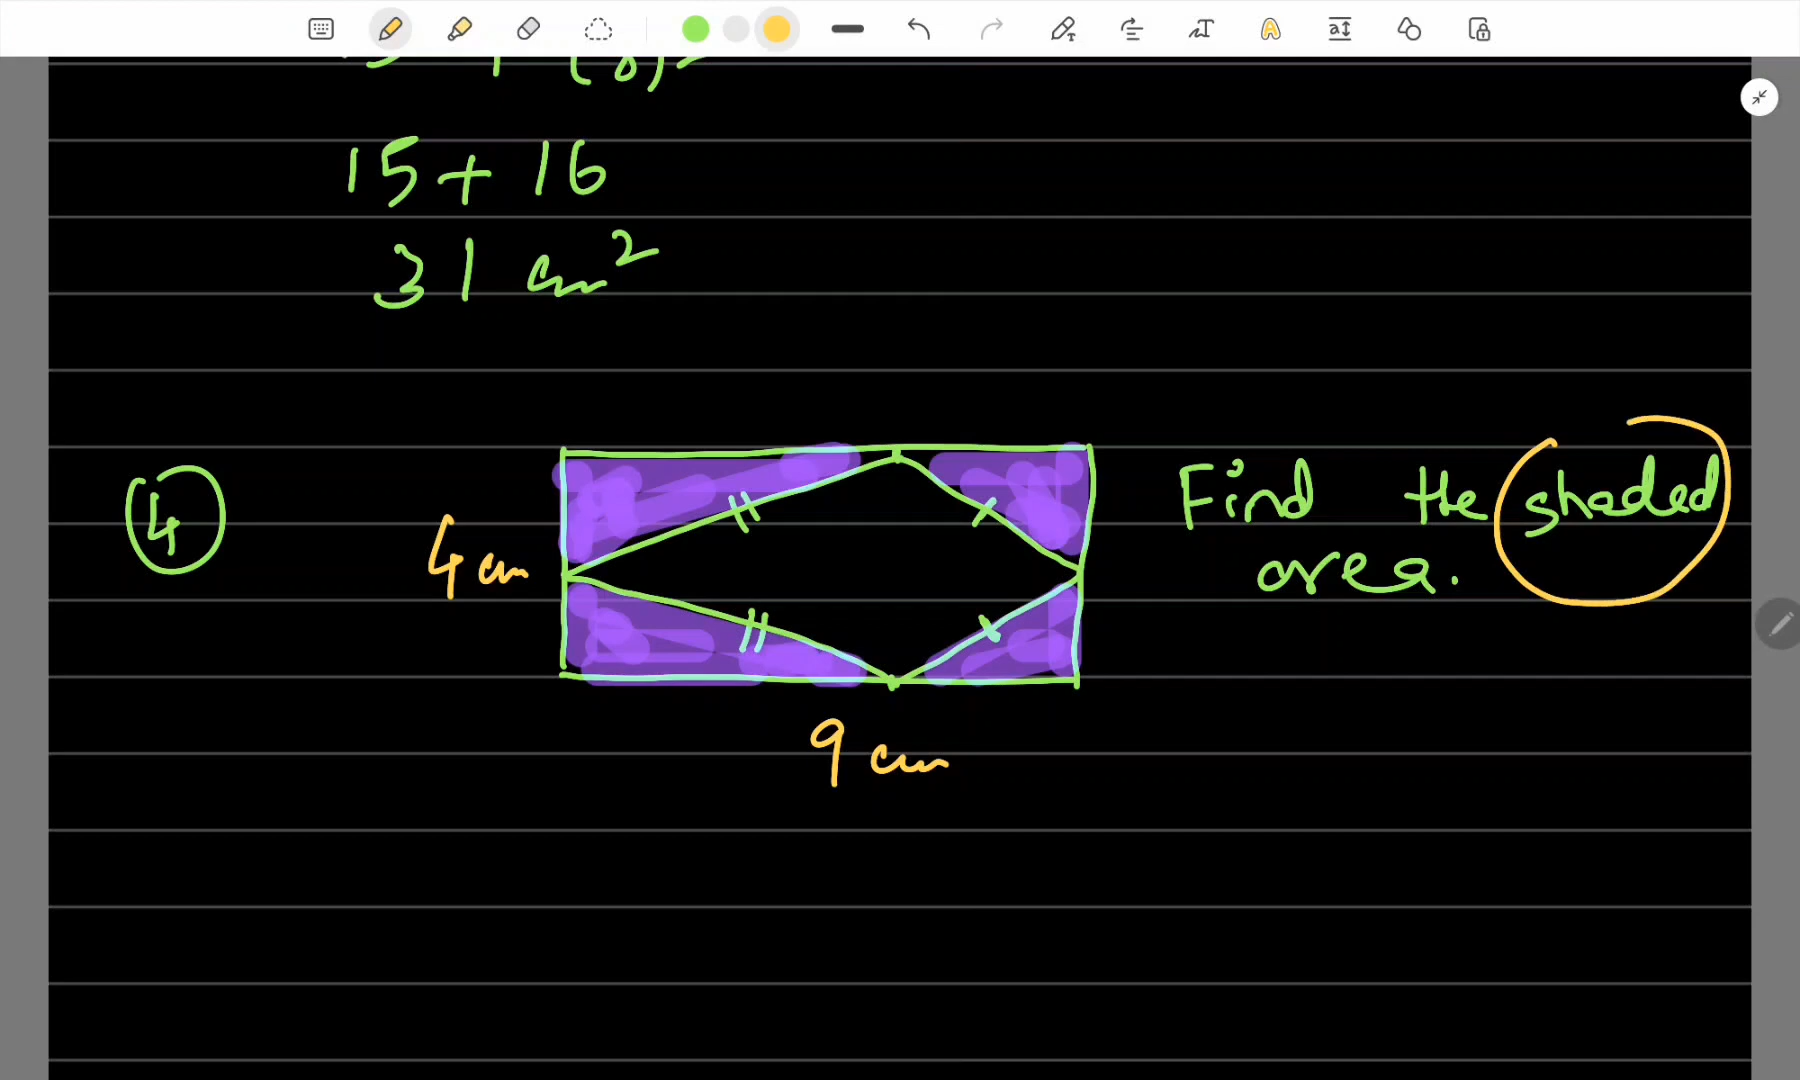 15 + 16
31 cm²
4
Find the shaded
area.
4 cm
9 cm